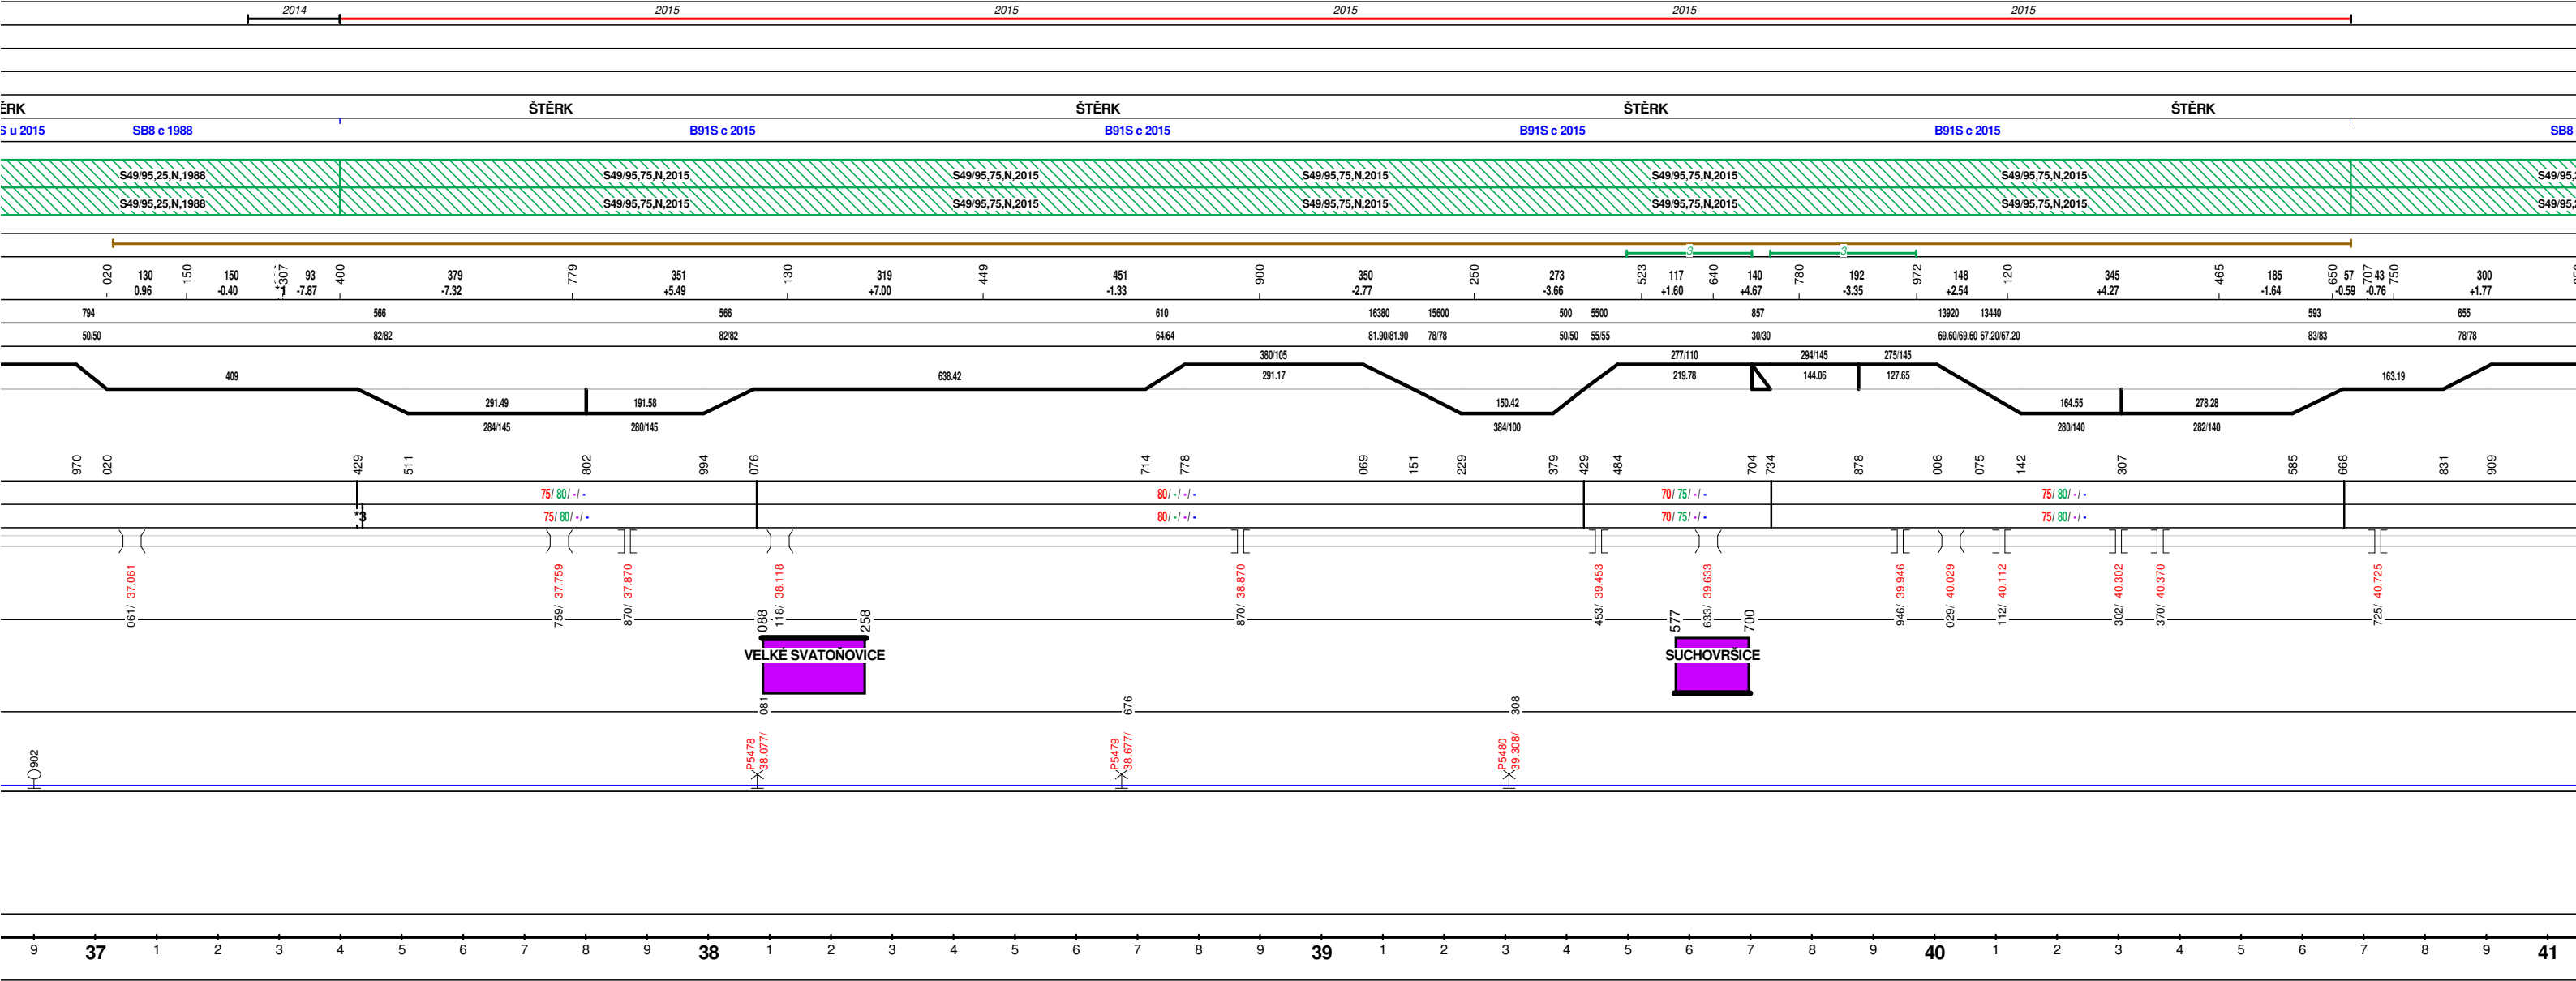 2014 2015 2015 2015 2015 2015
ĚRK ŠTĚRK ŠTĚRK ŠTĚRK ŠTĚRK
S u 2015 SB8 c 1988 B91S c 2015 B91S c 2015 B91S c 2015 B91S c 2015 SB8
S49/95,25,N,1988 S49/95,75,N,2015 S49/95,75,N,2015 S49/95,75,N,2015 S49/95,75,N,2015 S49/95,75,N,2015 S49/95,
S49/95,25,N,1988 S49/95,75,N,2015 S49/95,75,N,2015 S49/95,75,N,2015 S49/95,75,N,2015 S49/95,75,N,2015 S49/95,
3 3
020 130 150 150 307 93 400 379 779 351 130 319 449 451 900 350 250 273 523 117 640 140 780 192 972 148 120 345 465 185 650 57 707 43 750 300
0.96 -0.40 *1 -7.87 -7.32 +5.49 +7.00 -1.33 -2.77 -3.66 +1.60 +4.67 -3.35 +2.54 +4.27 -1.64 -0.59 -0.76 +1.77
794 566 566 610 16380 15600 500 5500 857 13920 13440 593 655
50/50 82/82 82/82 64/64 81.90/81.90 78/78 50/50 55/55 30/30 69.60/69.60 67.20/67.20 83/83 78/78
380/105 277/110 294/145 275/145
409 638.42 291.17 219.78 144.06 127.65 163.19
291.49 191.58 150.42 164.55 278.28
284/145 280/145 384/100 280/140 282/140
970 020 429 511 802 994 076 714 778 069 151 229 379 429 484 704 734 878 006 075 142 307 585 668 831 909
75/ 80/ -/ - 80/ -/ -/ - 70/ 75/ -/ - 75/ 80/ -/ -
*3 75/ 80/ -/ - 80/ -/ -/ - 70/ 75/ -/ - 75/ 80/ -/ -
061/ 37.061 759/ 37.759 870/ 37.870 118/ 38.118 870/ 38.870 453/ 39.453 633/ 39.633 946/ 39.946 029/ 40.029 112/ 40.112 302/ 40.302 370/ 40.370 725/ 40.725
088 258 577 700
VELKÉ SVATOŇOVICE SUCHOVRŠICE
081 676 308
902 P5478 38.077/ P5479 38.677/ P5480 39.308/
9 37 1 2 3 4 5 6 7 8 9 38 1 2 3 4 5 6 7 8 9 39 1 2 3 4 5 6 7 8 9 40 1 2 3 4 5 6 7 8 9 41